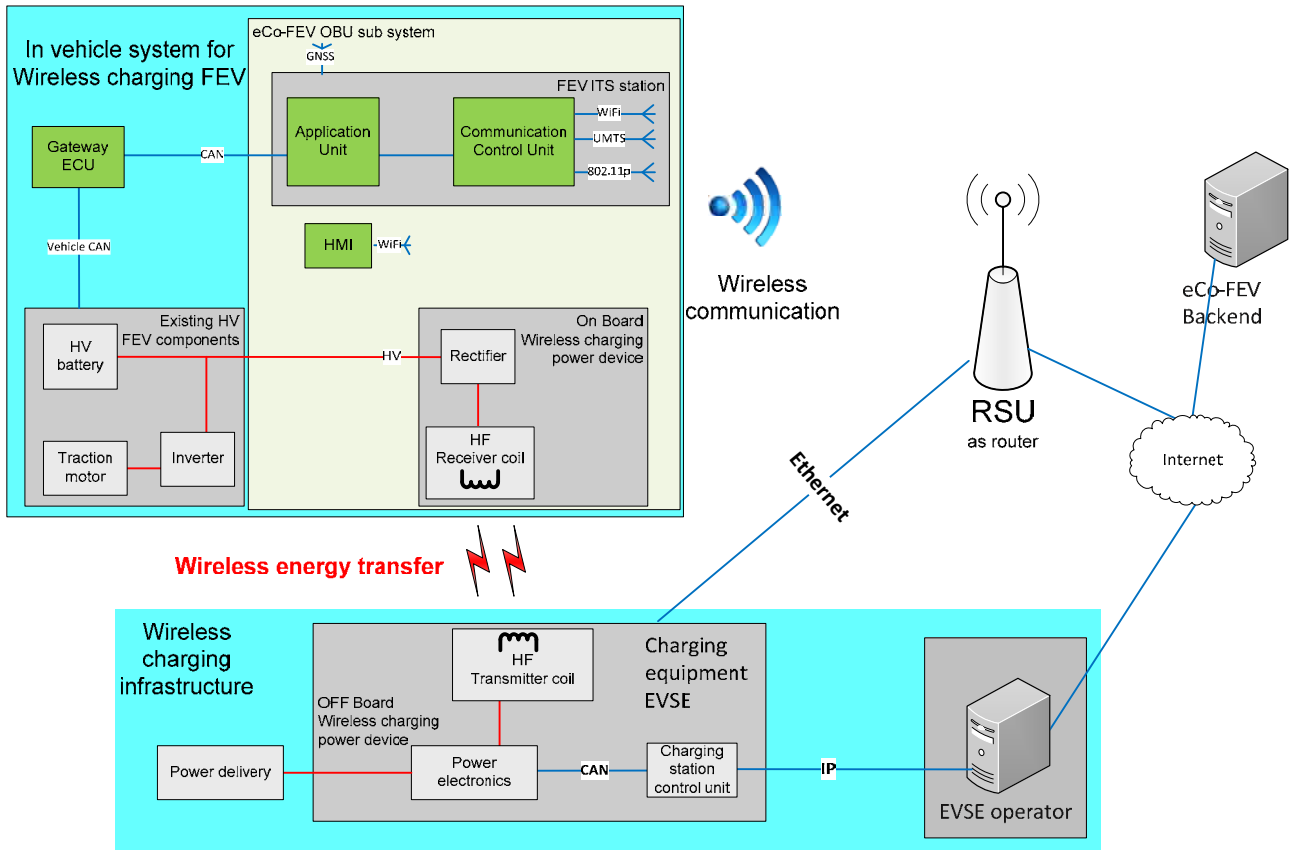 In vehicle system for
Wireless charging FEV
eCo-FEV OBU sub system
GNSS
FEV ITS station
Application
Unit
Communication
Control Unit
WiFi
UMTS
802.11p
Gateway
ECU
CAN
Vehicle CAN
HMI
WiFi
Wireless
communication
eCo-FEV
Backend
Existing HV
FEV components
HV
battery
Traction
motor
Inverter
HV
On Board
Wireless charging
power device
Rectifier
HF
Receiver coil
RSU
as router
Internet
Ethernet
Wireless energy transfer
Wireless
charging
infrastructure
HF
Transmitter coil
Charging
equipment
EVSE
OFF Board
Wireless charging
power device
Power delivery
Power
electronics
CAN
Charging
station
control unit
IP
EVSE operator